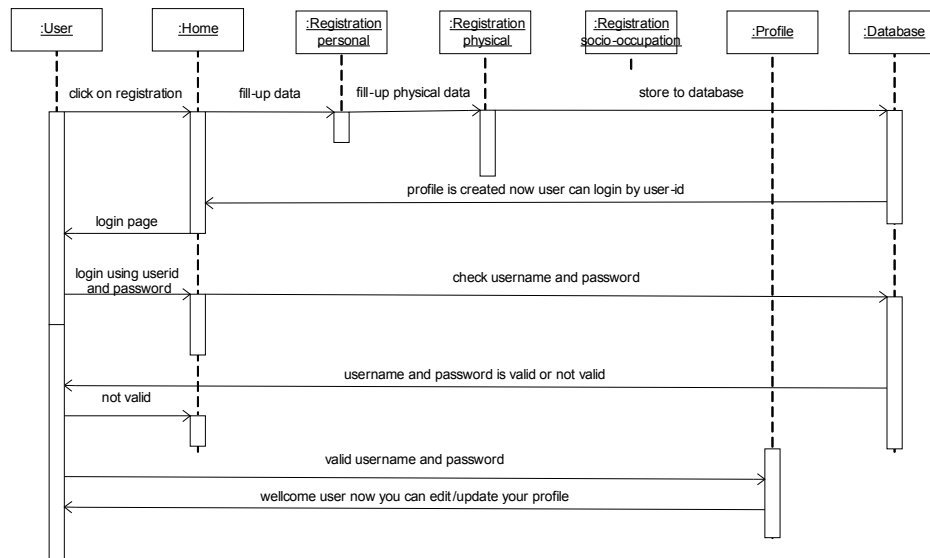 :User
:Home
:Registration
personal
:Registration
physical
:Registration
socio-occupation
:Profile
:Database
click on registration
fill-up data
fill-up physical data
store to database
profile is created now user can login by user-id
login page
login using userid
and password
check username and password
username and password is valid or not valid
not valid
valid username and password
wellcome user now you can edit/update your profile